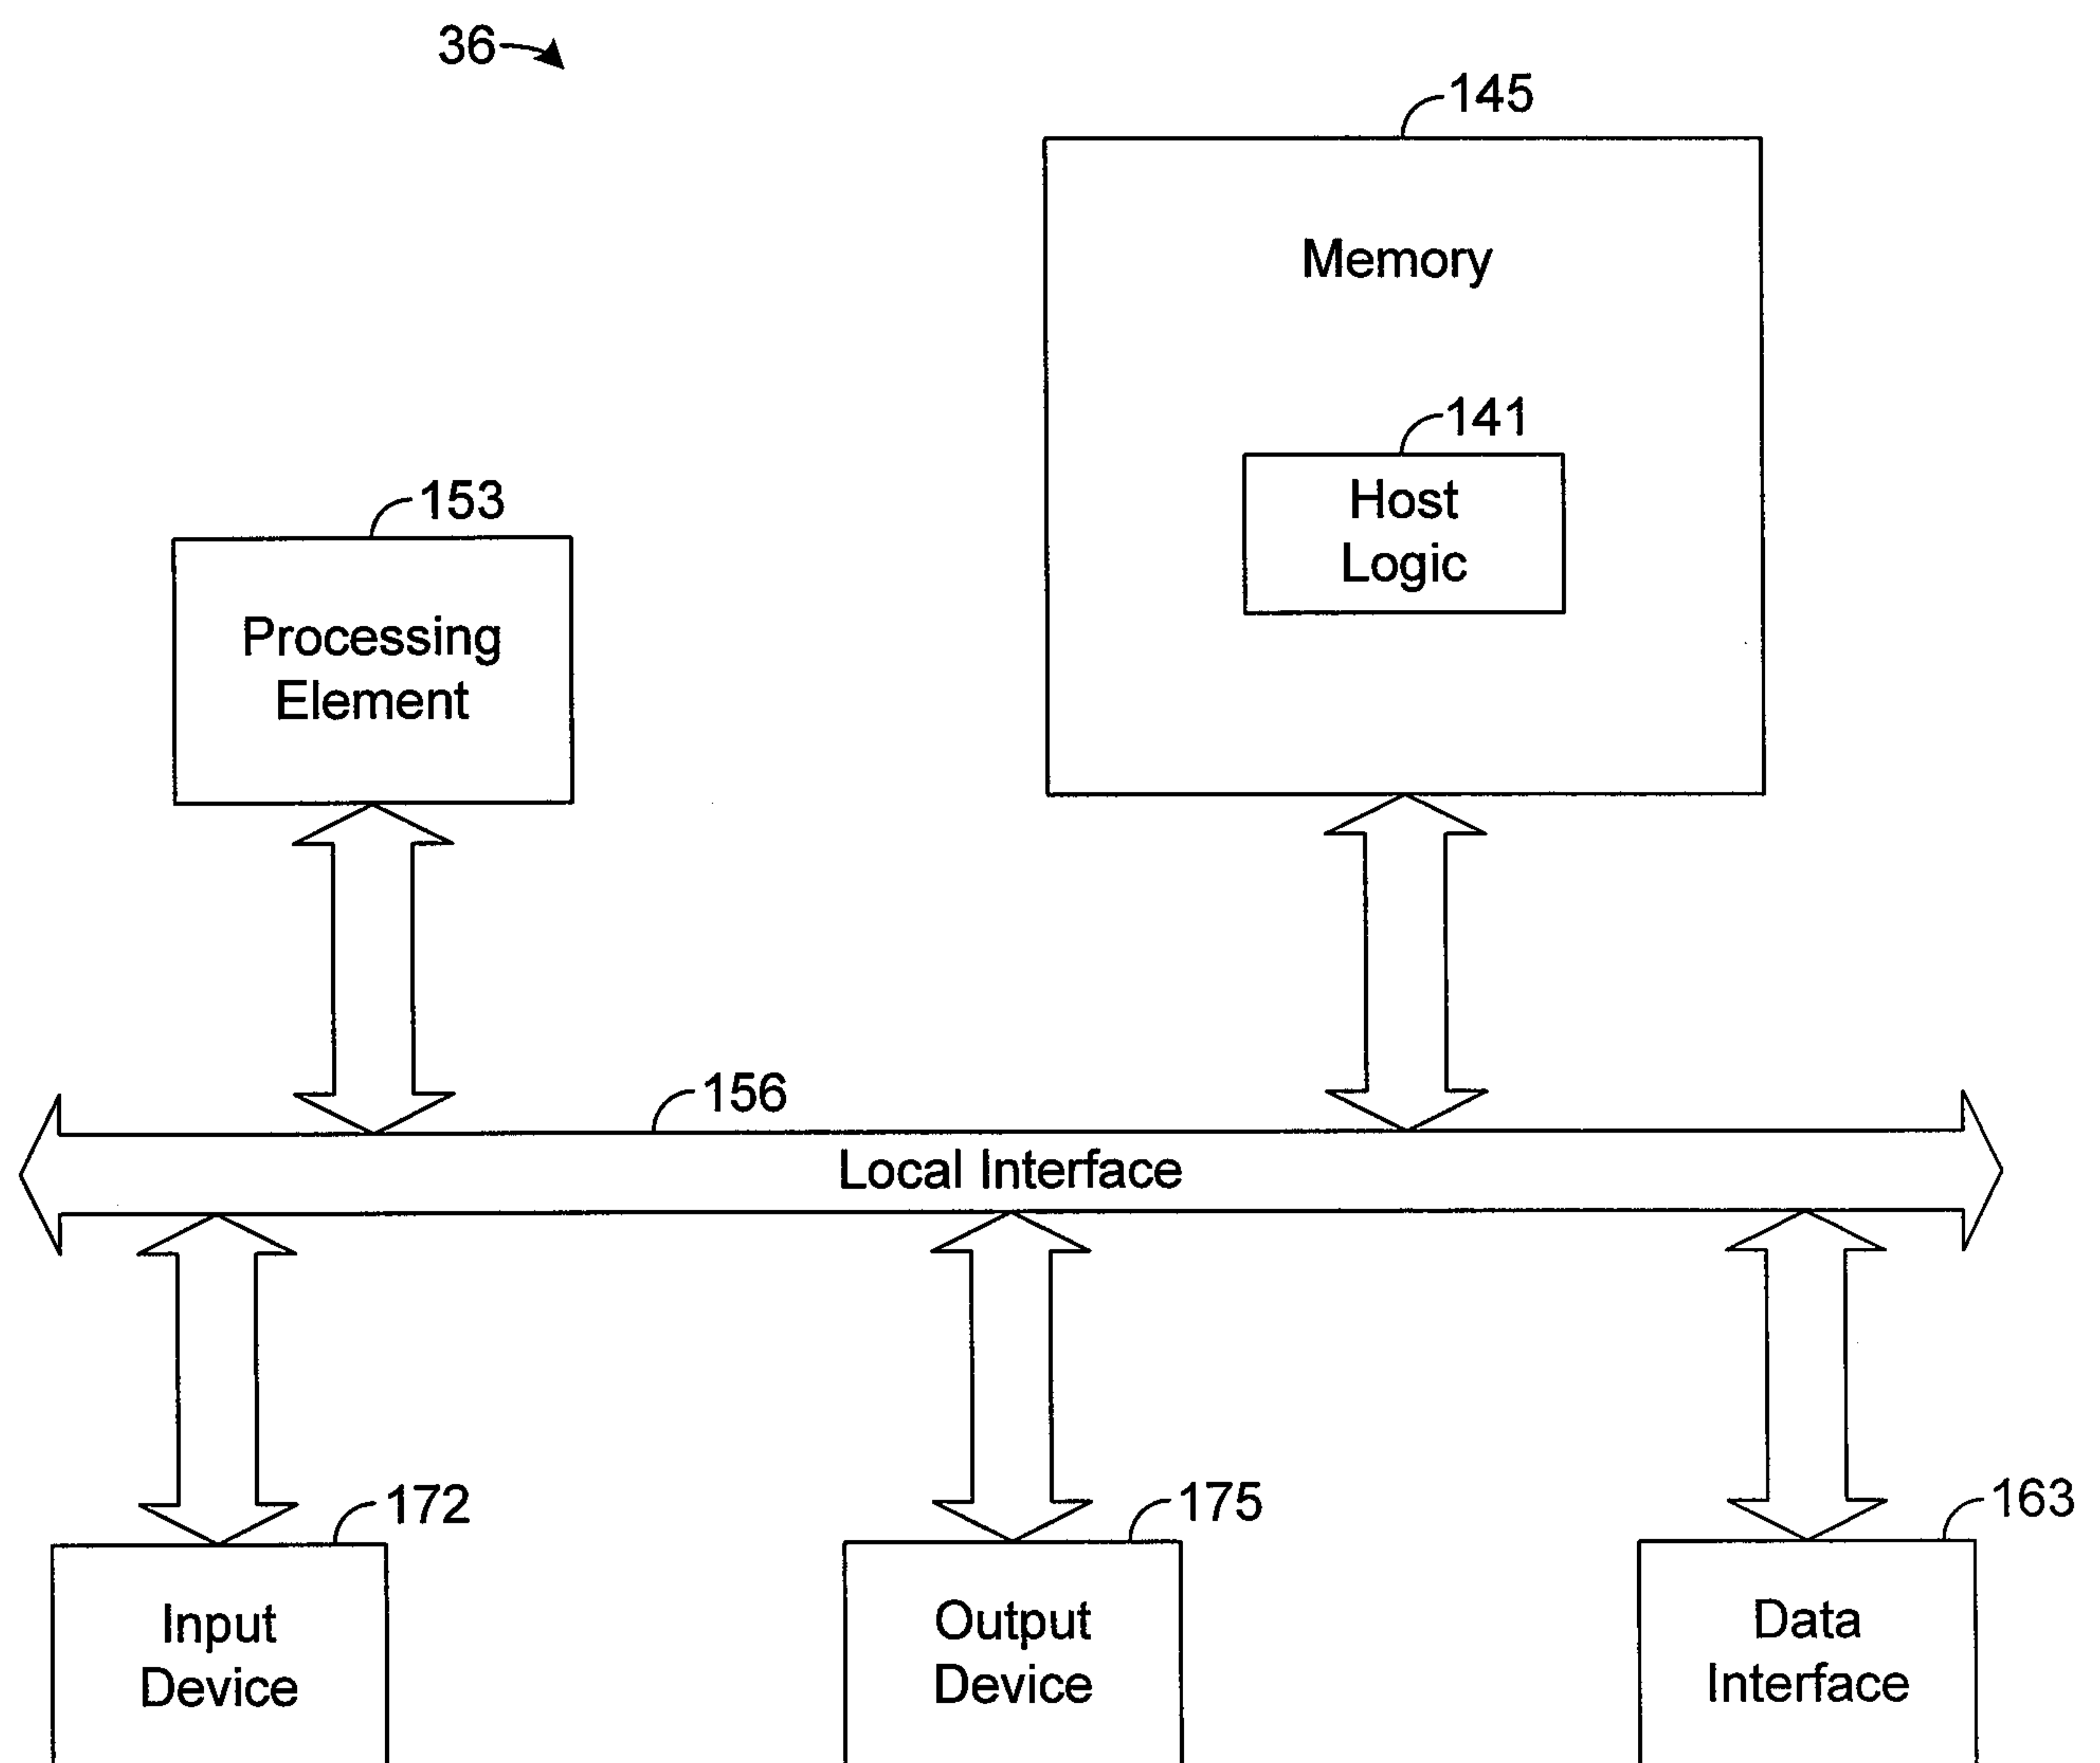 36
145
Memory
141
Host
Logic
153
Processing
Element
156
Local Interface
172
Input
Device
175
Output
Device
163
Data
Interface